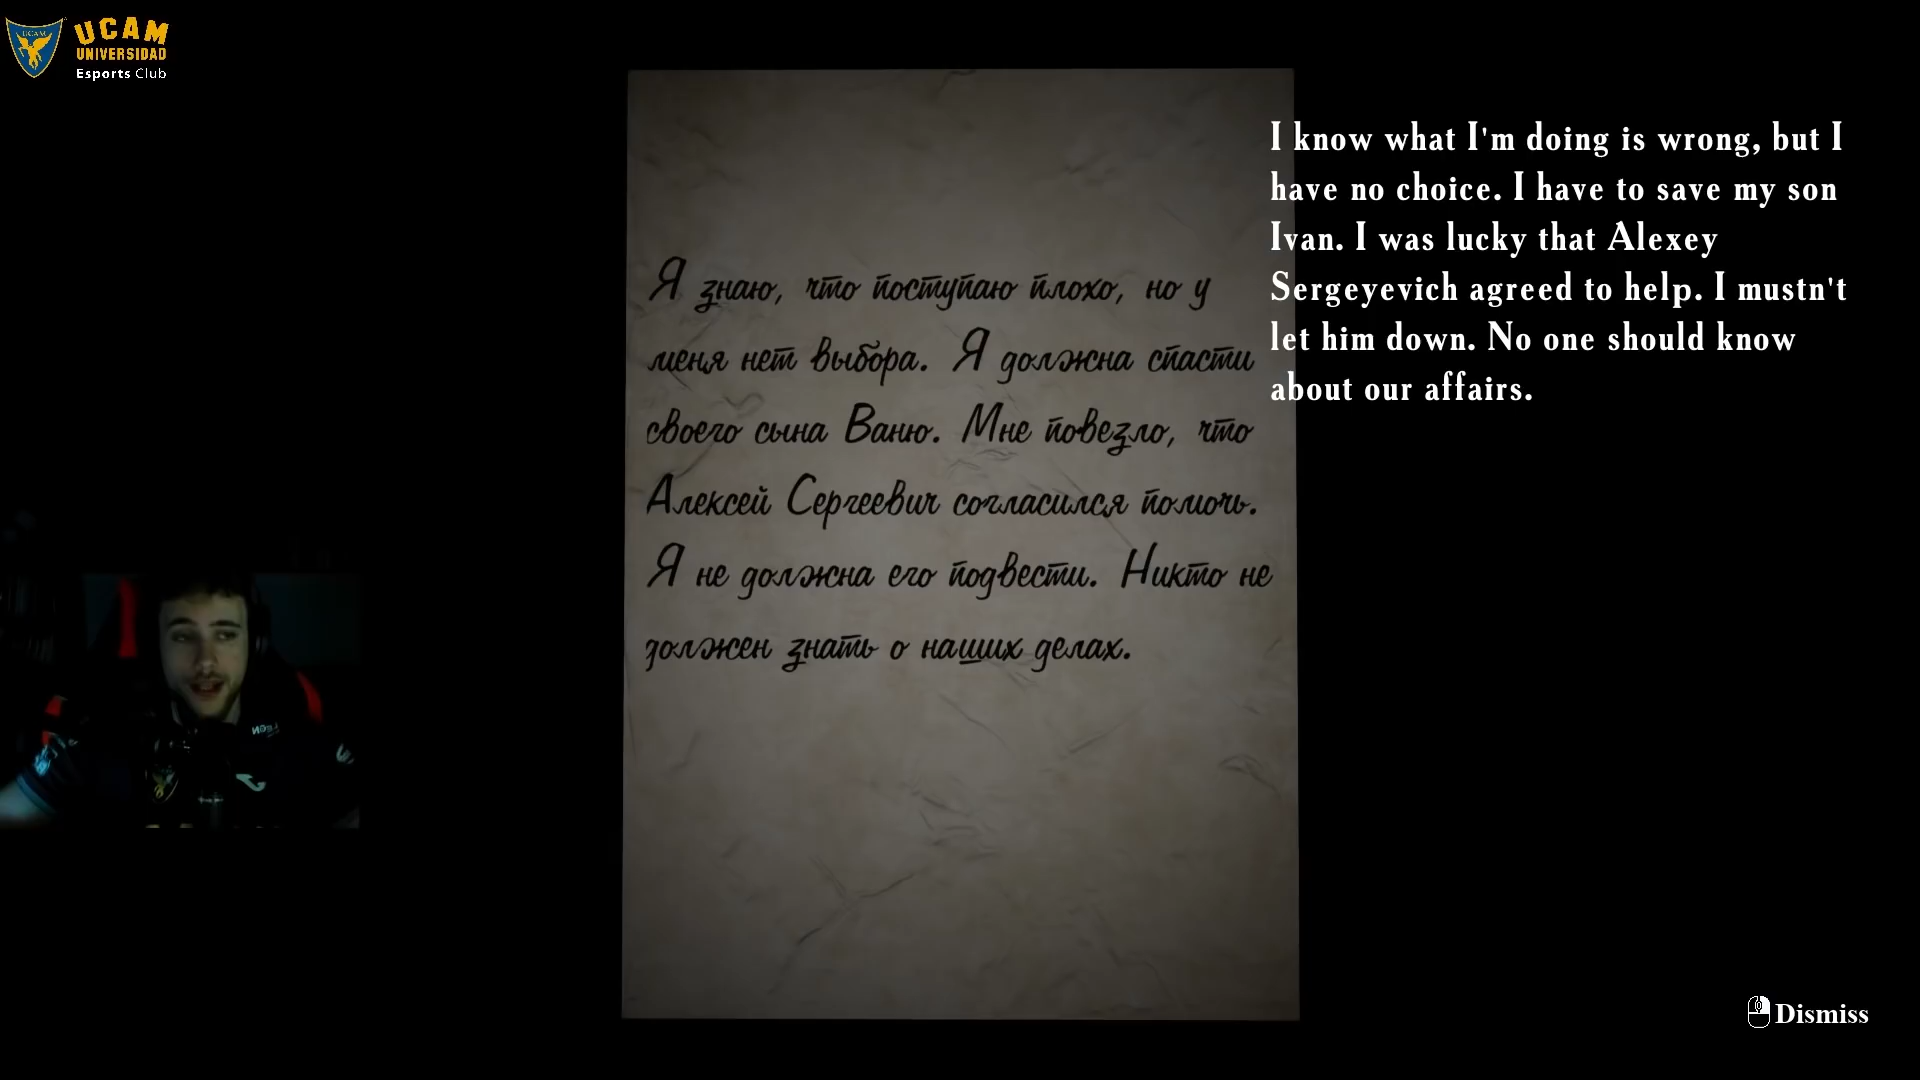 UCAM
UCAM
UNIVERSIDAD
Esports Club
Я знаю, что поступаю плохо, но у
меня нет выбора. Я должна спасти
своего сына Ваню. Мне повезло, что
Алексей Сергеевич согласился помочь.
Я не должна его подвести. Никто не
должен знать о наших делах.
I know what I'm doing is wrong, but I
have no choice. I have to save my son
Ivan. I was lucky that Alexey
Sergeyevich agreed to help. I mustn't
let him down. No one should know
about our affairs.
Dismiss